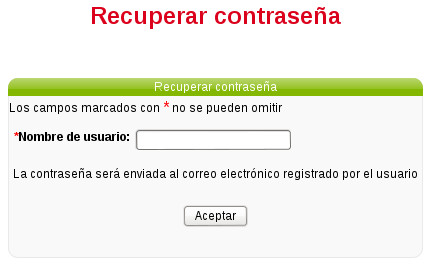 Recuperar contraseña
Recuperar contraseña
Los campos marcados con * no se pueden omitir
*Nombre de usuario:
La contraseña será enviada al correo electrónico registrado por el usuario
Aceptar